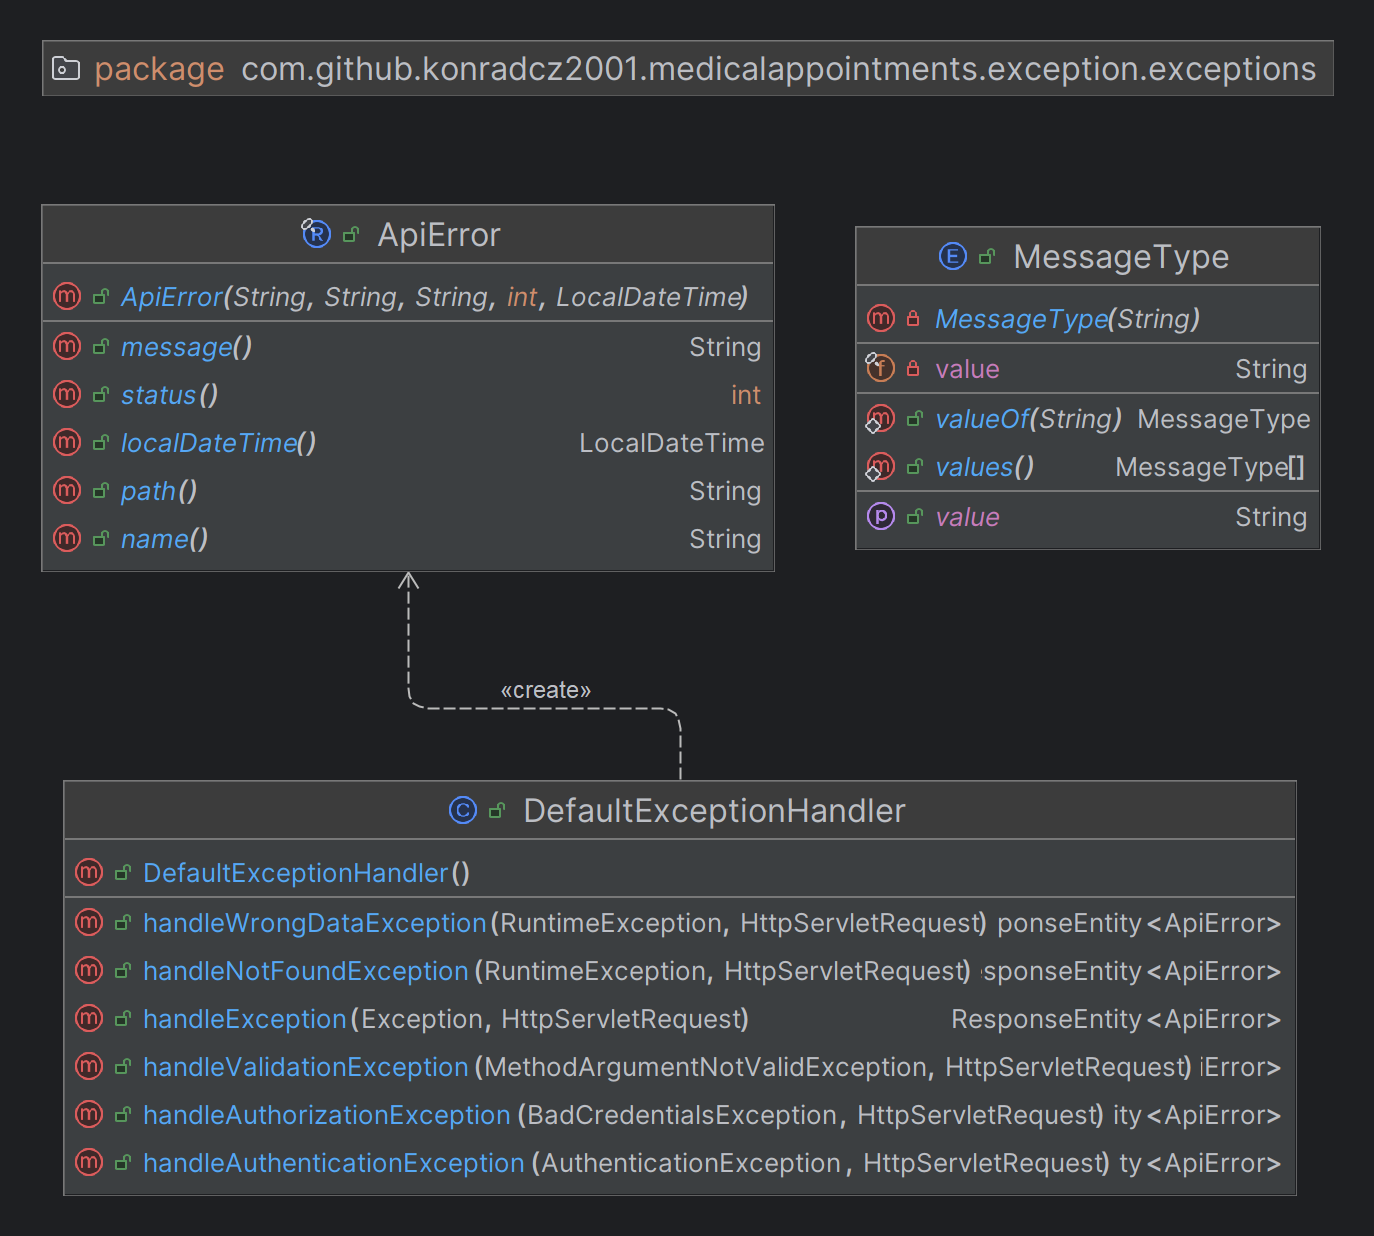 package com.github.konradcz2001.medicalappointments.exception.exceptions
R ApiError
m ApiError(String, String, String, int, LocalDateTime)
m message() String
m status() int
m localDateTime() LocalDateTime
m path() String
m name() String
E MessageType
m MessageType(String)
f value String
m valueOf(String) MessageType
m values() MessageType[]
p value String
«create»
C DefaultExceptionHandler
m DefaultExceptionHandler()
m handleWrongDataException(RuntimeException, HttpServletRequest) ponseEntity<ApiError>
m handleNotFoundException(RuntimeException, HttpServletRequest) sponseEntity<ApiError>
m handleException(Exception, HttpServletRequest) ResponseEntity<ApiError>
m handleValidationException(MethodArgumentNotValidException, HttpServletRequest) iError>
m handleAuthorizationException(BadCredentialsException, HttpServletRequest) ity<ApiError>
m handleAuthenticationException(AuthenticationException, HttpServletRequest) ty<ApiError>